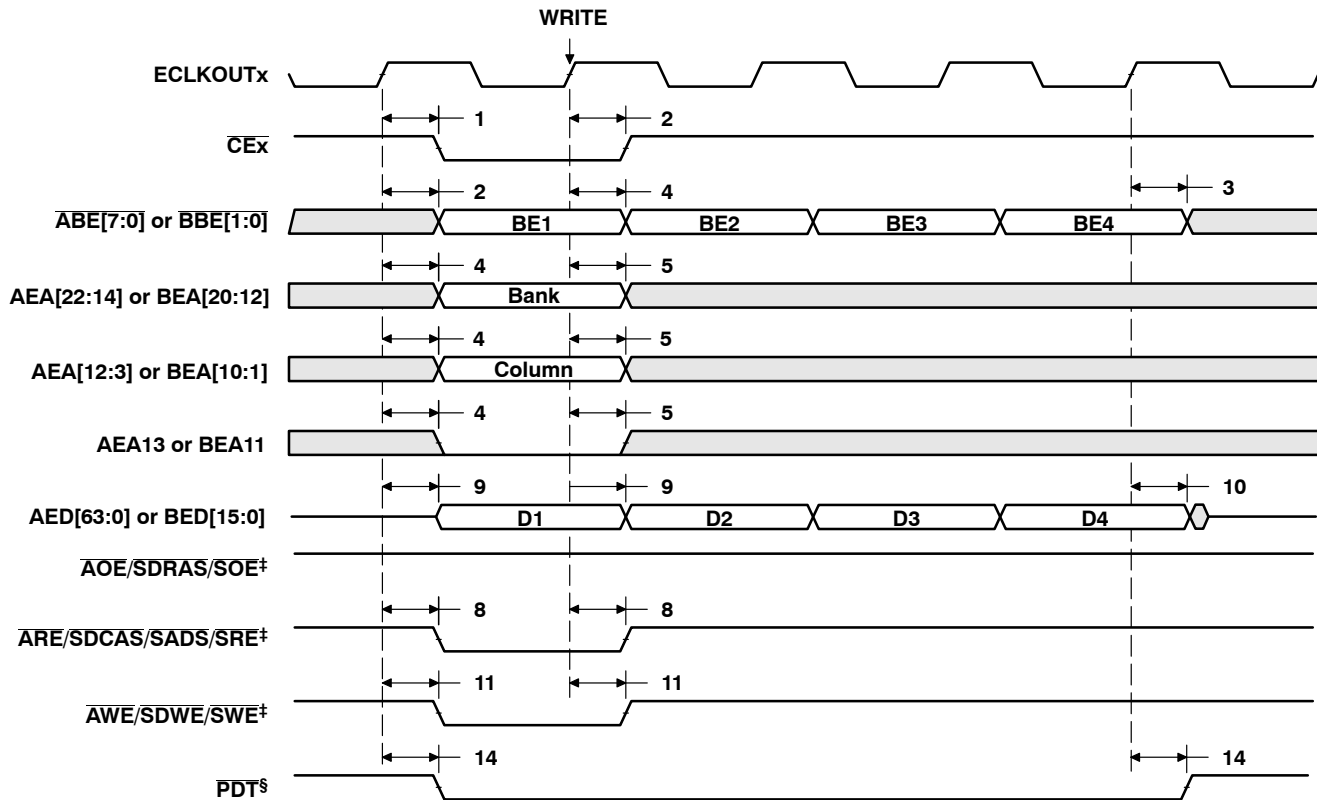 WRITE
ECLKOUTx
1 2
CEx
2 4 3
ABE[7:0] or BBE[1:0]
BE1 BE2 BE3 BE4
4 5
AEA[22:14] or BEA[20:12]
Bank
4 5
AEA[12:3] or BEA[10:1]
Column
4 5
AEA13 or BEA11
9 9 10
AED[63:0] or BED[15:0]
D1 D2 D3 D4
AOE/SDRAS/SOE‡
8 8
ARE/SDCAS/SADS/SRE‡
11 11
AWE/SDWE/SWE‡
14 14
PDT§